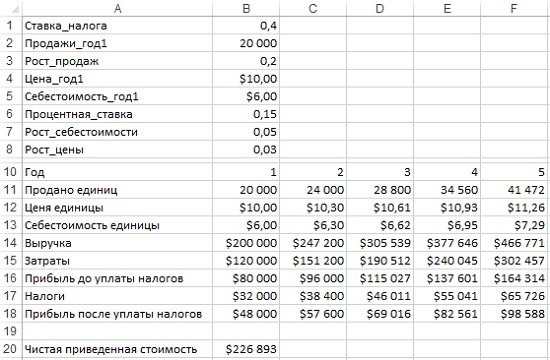 A B C D E F
1 Ставка_налога 0,4
2 Продажи_год1 20 000
3 Рост_продаж 0,2
4 Цена_год1 $10,00
5 Себестоимость_год1 $6,00
6 Процентная_ставка 0,15
7 Рост_себестоимости 0,05
8 Рост_цены 0,03
10 Год 1 2 3 4 5
11 Продано единиц 20 000 24 000 28 800 34 560 41 472
12 Ценя единицы $10,00 $10,30 $10,61 $10,93 $11,26
13 Себестоимость единицы $6,00 $6,30 $6,62 $6,95 $7,29
14 Выручка $200 000 $247 200 $305 539 $377 646 $466 771
15 Затраты $120 000 $151 200 $190 512 $240 045 $302 457
16 Прибыль до уплаты налогов $80 000 $96 000 $115 027 $137 601 $164 314
17 Налоги $32 000 $38 400 $46 011 $55 041 $65 726
18 Прибыль после уплаты налогов $48 000 $57 600 $69 016 $82 561 $98 588
19
20 Чистая приведенная стоимость $226 893